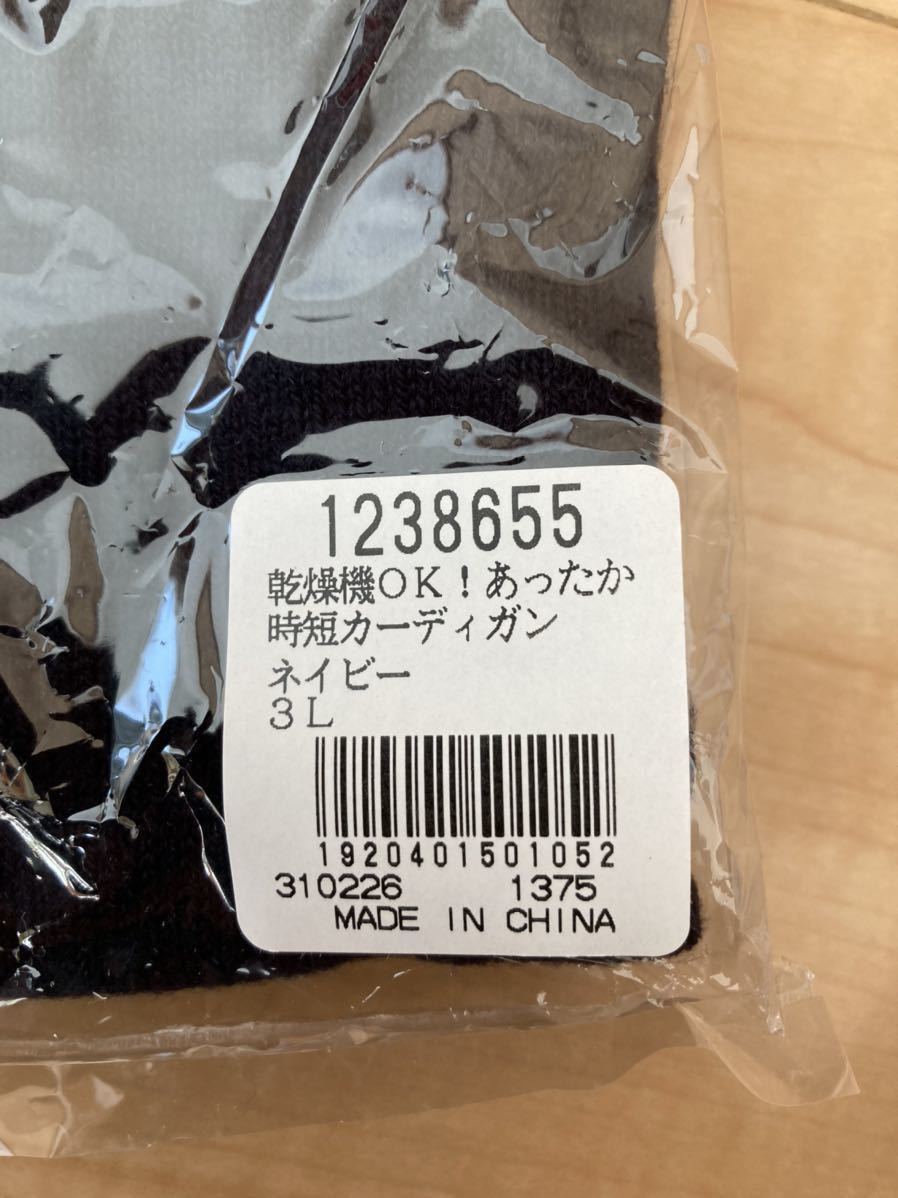 1238655
乾燥機OK！あったか
時短カーディガン
ネイビー
3L
1920401501052
310226 1375
MADE IN CHINA